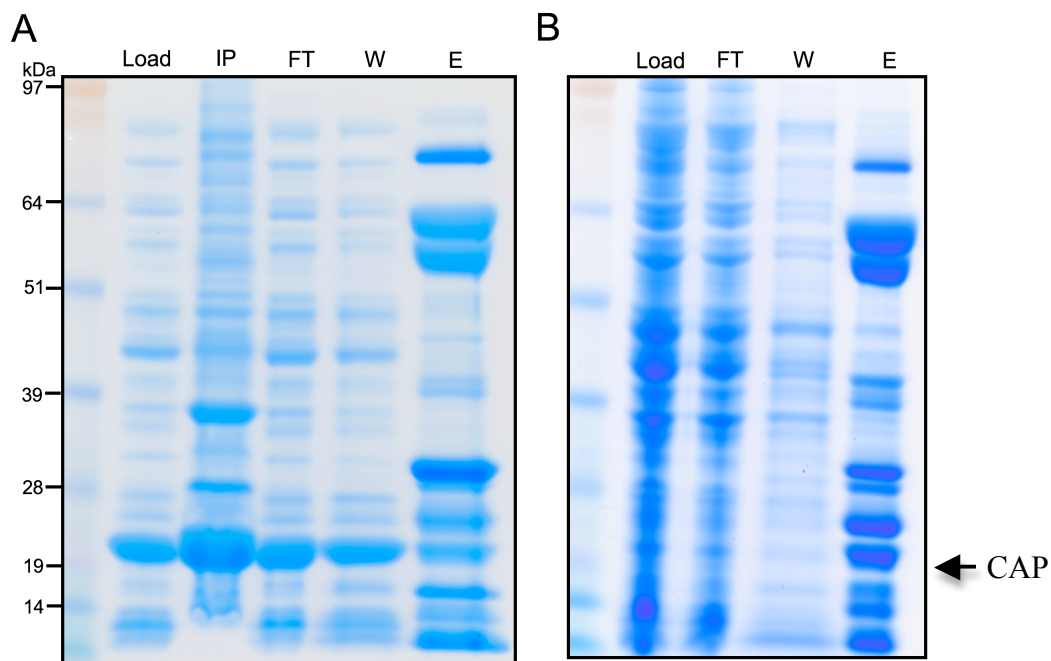 A
B
Load IP FT W E
Load FT W E
kDa
97
64
51
39
28
19
14
CAP